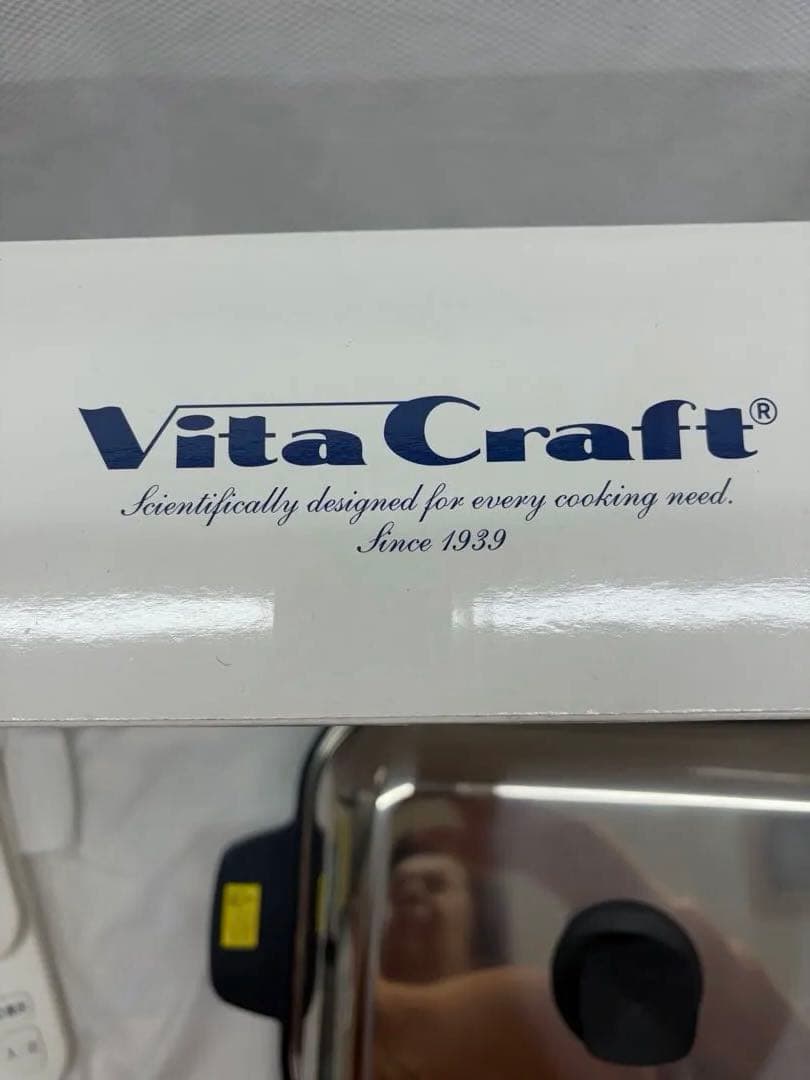 Vita Craft®
Scientifically designed for every cooking need.
Since 1939